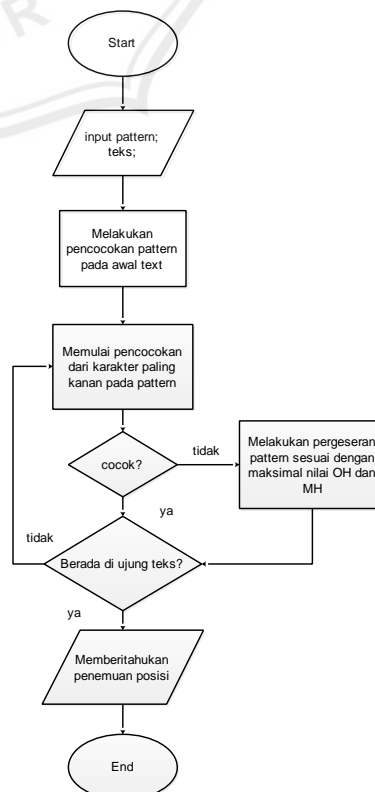 R
Start
input pattern;
teks;
Melakukan
pencocokan pattern
pada awal text
Memulai pencocokan
dari karakter paling
kanan pada pattern
cocok?
tidak
Melakukan pergeseran
pattern sesuai dengan
maksimal nilai OH dan
MH
ya
tidak
Berada di ujung teks?
ya
Memberitahukan
penemuan posisi
End